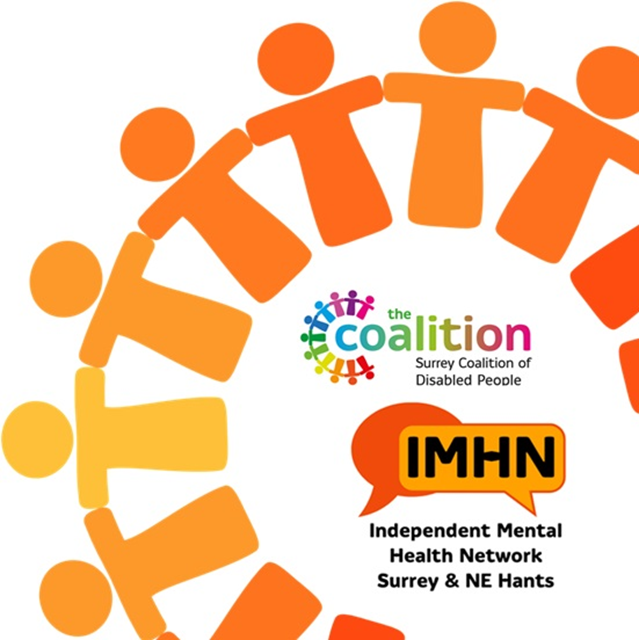 the
coalition
Surrey Coalition of
Disabled People
IMHN
Independent Mental
Health Network
Surrey & NE Hants